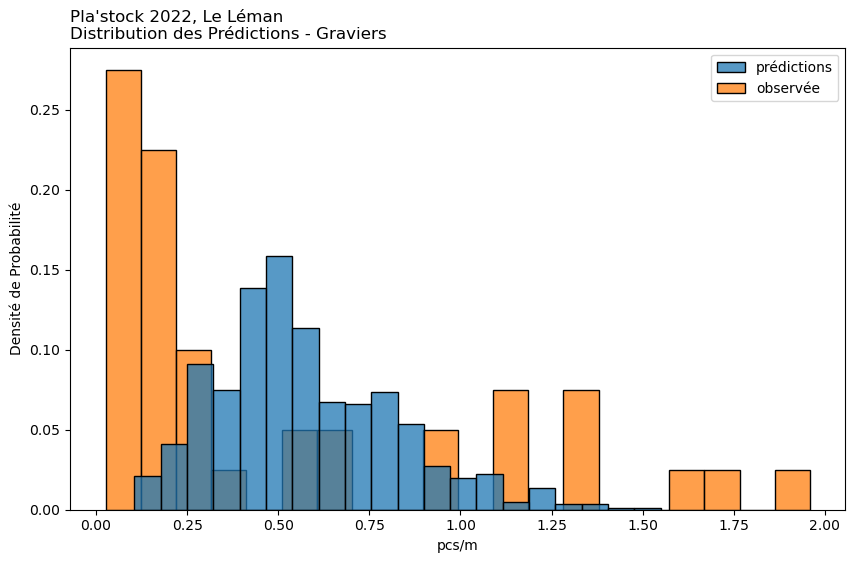 Pla'stock 2022, Le Léman
Distribution des Prédictions - Graviers
prédictions
observée
Densité de Probabilité
0.25
0.20
0.15
0.10
0.05
0.00
0.00 0.25 0.50 0.75 1.00 1.25 1.50 1.75 2.00
pcs/m